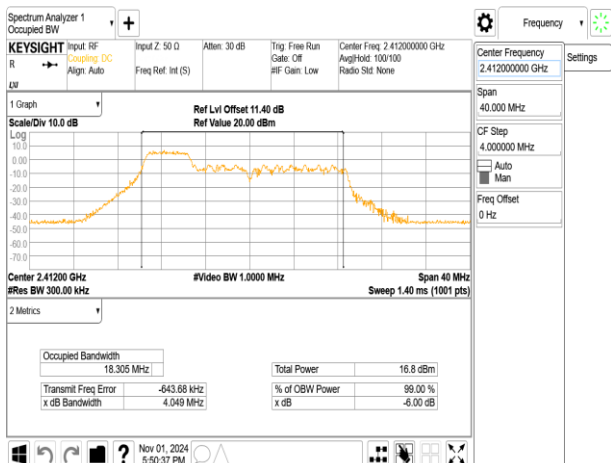 Spectrum Analyzer 1
Occupied BW
Frequency
KEYSIGHT
R
Input: RF
Coupling: DC
Align: Auto
Input Z: 50 Ω
Freq Ref: Int (S)
Atten: 30 dB
Trig: Free Run
Gate: Off
#IF Gain: Low
Center Freq: 2.412000000 GHz
Avg|Hold: 100/100
Radio Std: None
1 Graph
Scale/Div 10.0 dB
Ref Lvl Offset 11.40 dB
Ref Value 20.00 dBm
Log
10.0
0.00
-10.0
-20.0
-30.0
-40.0
-50.0
-60.0
-70.0
Center 2.41200 GHz
#Res BW 300.00 kHz
#Video BW 1.0000 MHz
Span 40 MHz
Sweep 1.40 ms (1001 pts)
2 Metrics
Occupied Bandwidth
18.305 MHz
Transmit Freq Error -643.68 kHz
x dB Bandwidth 4.049 MHz
Total Power 16.8 dBm
% of OBW Power 99.00 %
x dB -6.00 dB
Nov 01, 2024
5:50:37 PM
Center Frequency
2.412000000 GHz
Span
40.000 MHz
CF Step
4.000000 MHz
Auto
Man
Freq Offset
0 Hz
Settings